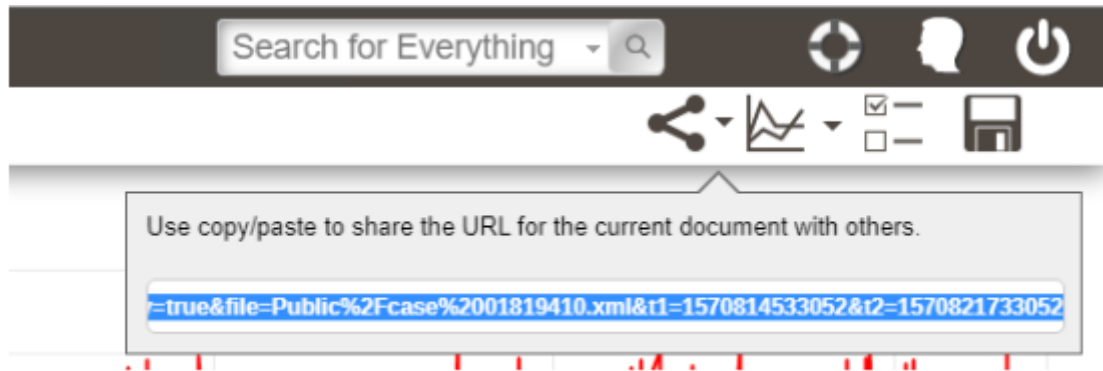 Search for Everything
Use copy/paste to share the URL for the current document with others.
=true&file=Public%2Fcase%2001819410.xml&t1=1570814533052&t2=1570821733052